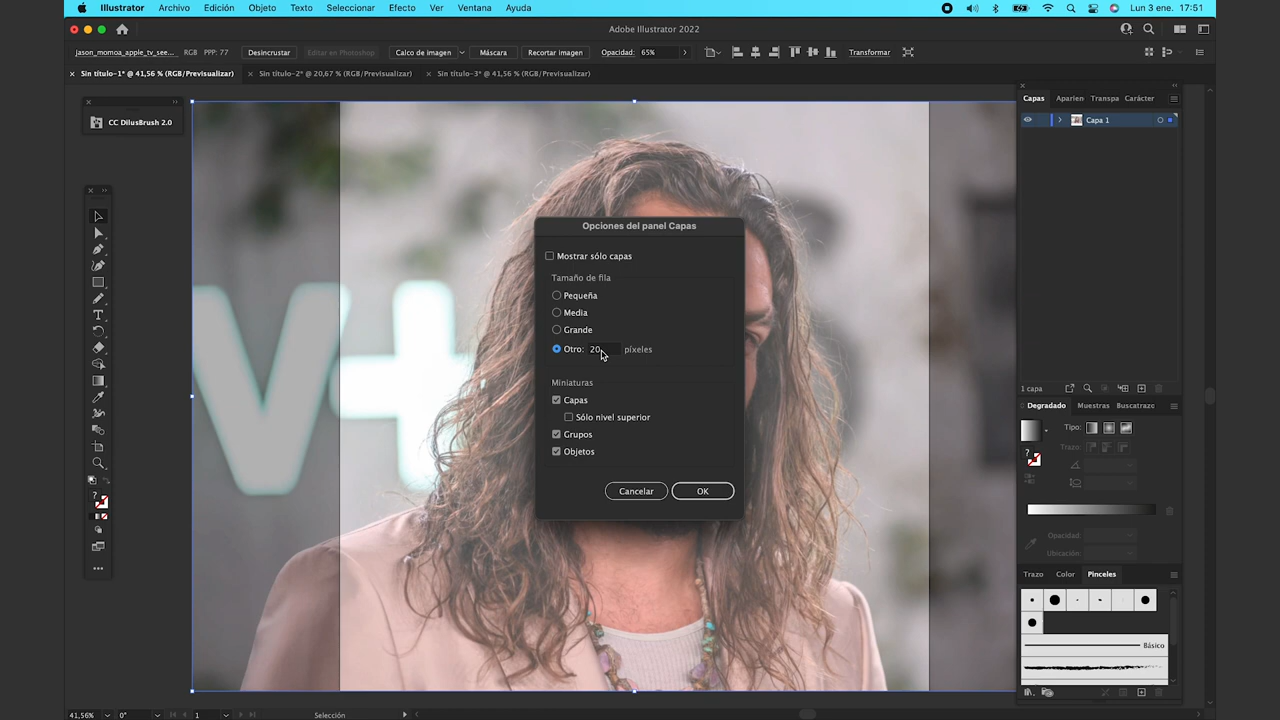 Illustrator Archivo Edición Objeto Texto Seleccionar Efecto Ver Ventana Ayuda Lun 3 ene. 17:51
Adobe Illustrator 2022
jason_momoa_apple_tv_see... RGB PPP: 77 Desincrustar Editar en Photoshop Calco de imagen Máscara Recortar imagen Opacidad: 65% Transformar
Sin título-1* @ 41,56 % (RGB/Previsualizar) Sin título-2* @ 20,67 % (RGB/Previsualizar) Sin título-3* @ 41,56 % (RGB/Previsualizar)
Capas Aparien Transpa Carácter
CC DilusBrush 2.0
Capa 1
V+
Opciones del panel Capas
Mostrar sólo capas
Tamaño de fila
Pequeña
Media
Grande
Otro: 20 píxeles
Miniaturas
Capas
Sólo nivel superior
Grupos
Objetos
Cancelar OK
1 capa
Degradado Muestras Buscatrazo
Tipo:
Trazo:
Opacidad:
Ubicación:
Trazo Color Pinceles
Básico
41,56% 0° 1 Selección